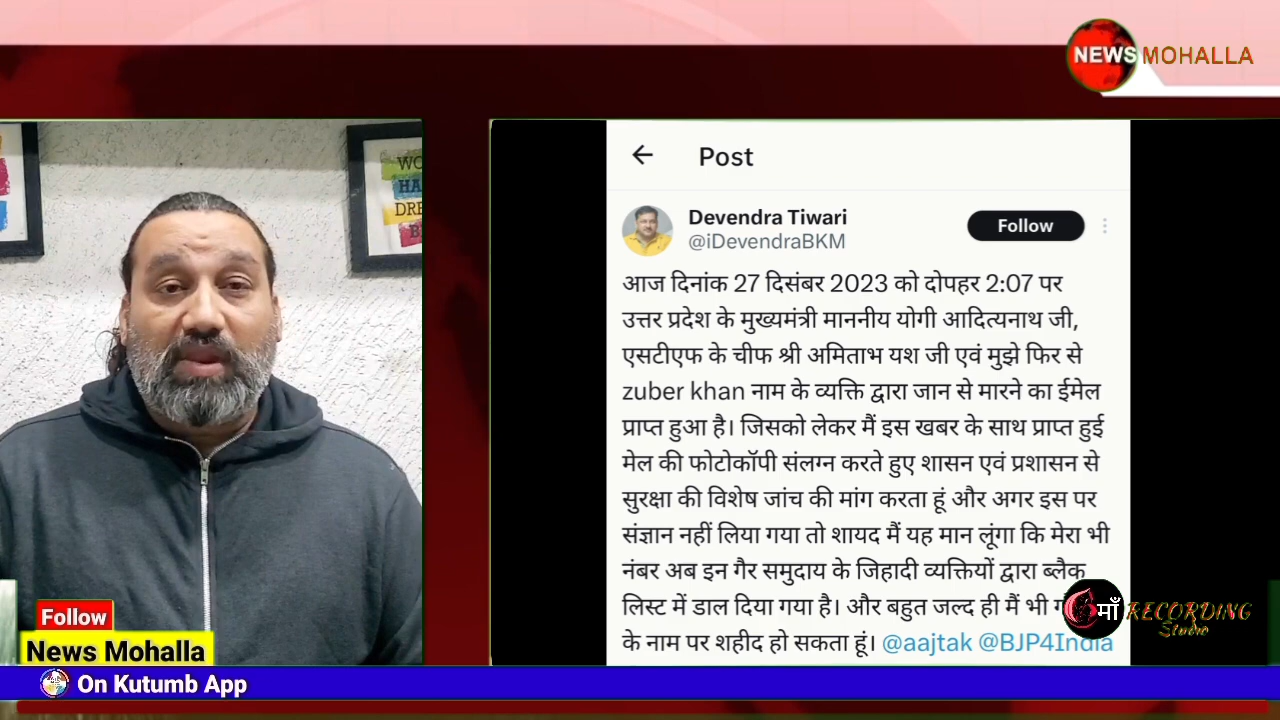 NEWS MOHALLA
WO
HA
DRE
B
Post
Devendra Tiwari
@iDevendraBKM
Follow
आज दिनांक 27 दिसंबर 2023 को दोपहर 2:07 पर
उत्तर प्रदेश के मुख्यमंत्री माननीय योगी आदित्यनाथ जी,
एसटीएफ के चीफ श्री अमिताभ यश जी एवं मुझे फिर से
zuber khan नाम के व्यक्ति द्वारा जान से मारने का ईमेल
प्राप्त हुआ है। जिसको लेकर मैं इस खबर के साथ प्राप्त हुई
मेल की फोटोकॉपी संलग्न करते हुए शासन एवं प्रशासन से
सुरक्षा की विशेष जांच की मांग करता हूं और अगर इस पर
संज्ञान नहीं लिया गया तो शायद मैं यह मान लूंगा कि मेरा भी
नंबर अब इन गैर समुदाय के जिहादी व्यक्तियों द्वारा ब्लैक
लिस्ट में डाल दिया गया है। और बहुत जल्द ही मैं भी
के नाम पर शहीद हो सकता हूं। @aajtak @BJP4India
माँ RECORDING
Studio
Follow
News Mohalla
On Kutumb App